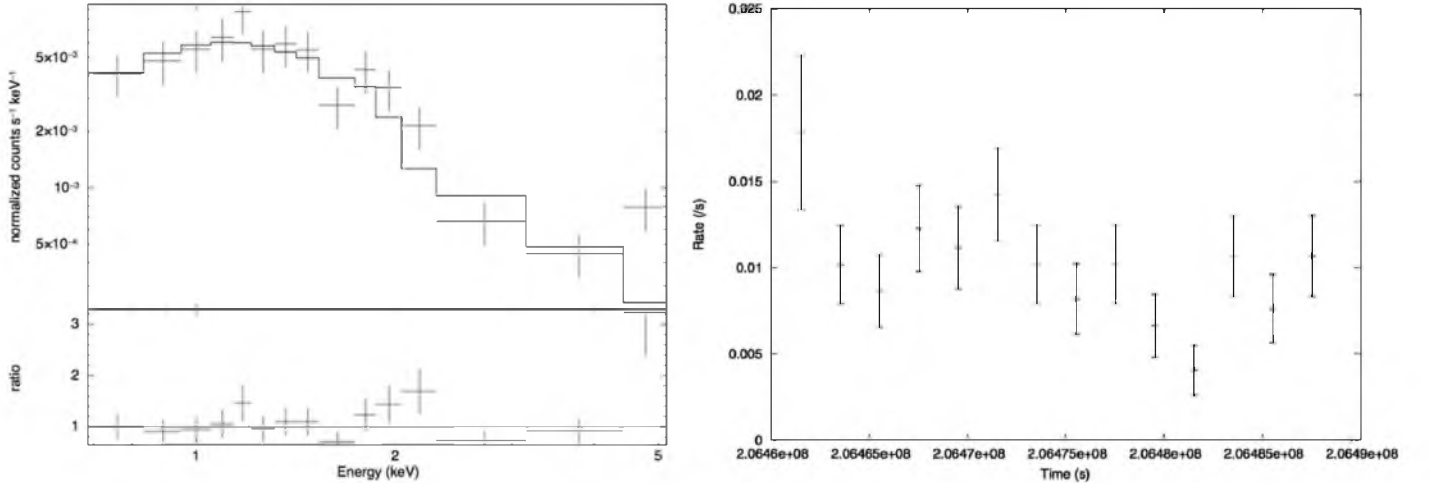 normalized counts s⁻¹ keV⁻¹
5×10⁻³
2×10⁻³
10⁻³
5×10⁻⁴
ratio
3
2
1
1 2 5
Energy (keV)
Rate (/s)
0.025
0.02
0.015
0.01
0.005
0
2.0646e+08 2.06465e+08 2.0647e+08 2.06475e+08 2.0648e+08 2.06485e+08 2.0649e+08
Time (s)